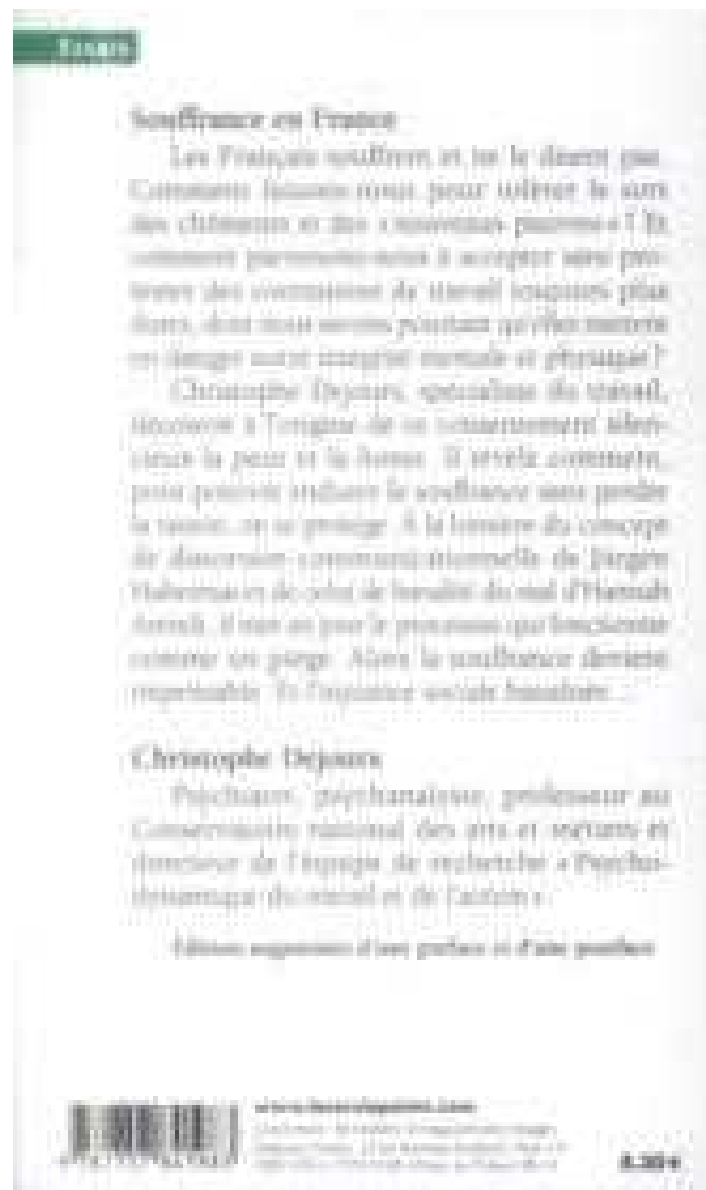 Essais
Souffrance en France
Les Français souffrent et ne le disent pas.
Comment faisons-nous pour tolérer le sort
des chômeurs et des « nouveaux pauvres » ? Et
comment parvenons-nous à accepter sans pro-
tester des contraintes de travail toujours plus
dures, dont nous savons pourtant qu'elles mettent
en danger notre intégrité mentale et physique ?
Christophe Dejours, spécialiste du travail,
découvre à l'origine de ce consentement silen-
cieux la peur et la honte. Il révèle comment,
pour pouvoir endurer la souffrance sans perdre
la raison, on se protège. À la lumière du concept
de distorsion communicationnelle de Jürgen
Habermas et de celui de banalité du mal d'Hannah
Arendt, il met au jour le processus qui fonctionne
comme un piège. Alors la souffrance devient
méprisable. Et l'injustice sociale banalisée...
Christophe Dejours
Psychiatre, psychanalyste, professeur au
Conservatoire national des arts et métiers et
directeur de l'équipe de recherche « Psycho-
dynamique du travail et de l'action ».
Édition augmentée d'une préface et d'une postface